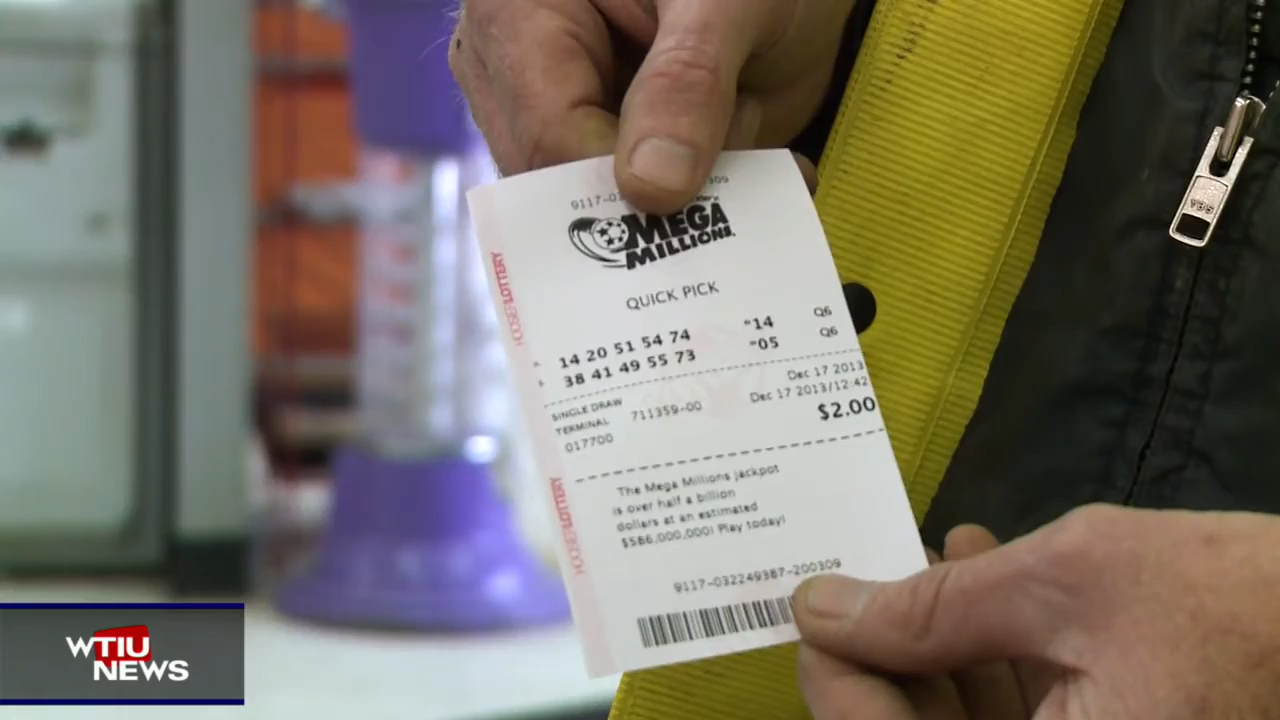 9117-03 309
MEGA
MILLIONS
QUICK PICK
14 20 51 54 74 14 Q6
38 41 49 55 73 05 Q6
Dec 17 2013
SINGLE DRAW 711359-00 Dec 17 2013/12:42
TERMINAL $2.00
017700
The Mega Millions jackpot
is over half a billion
dollars at an estimated
$586,000,000! Play today!
9117-032249387-200309
HOOSIER LOTTERY
HOOSIER LOTTERY
WTIU
NEWS